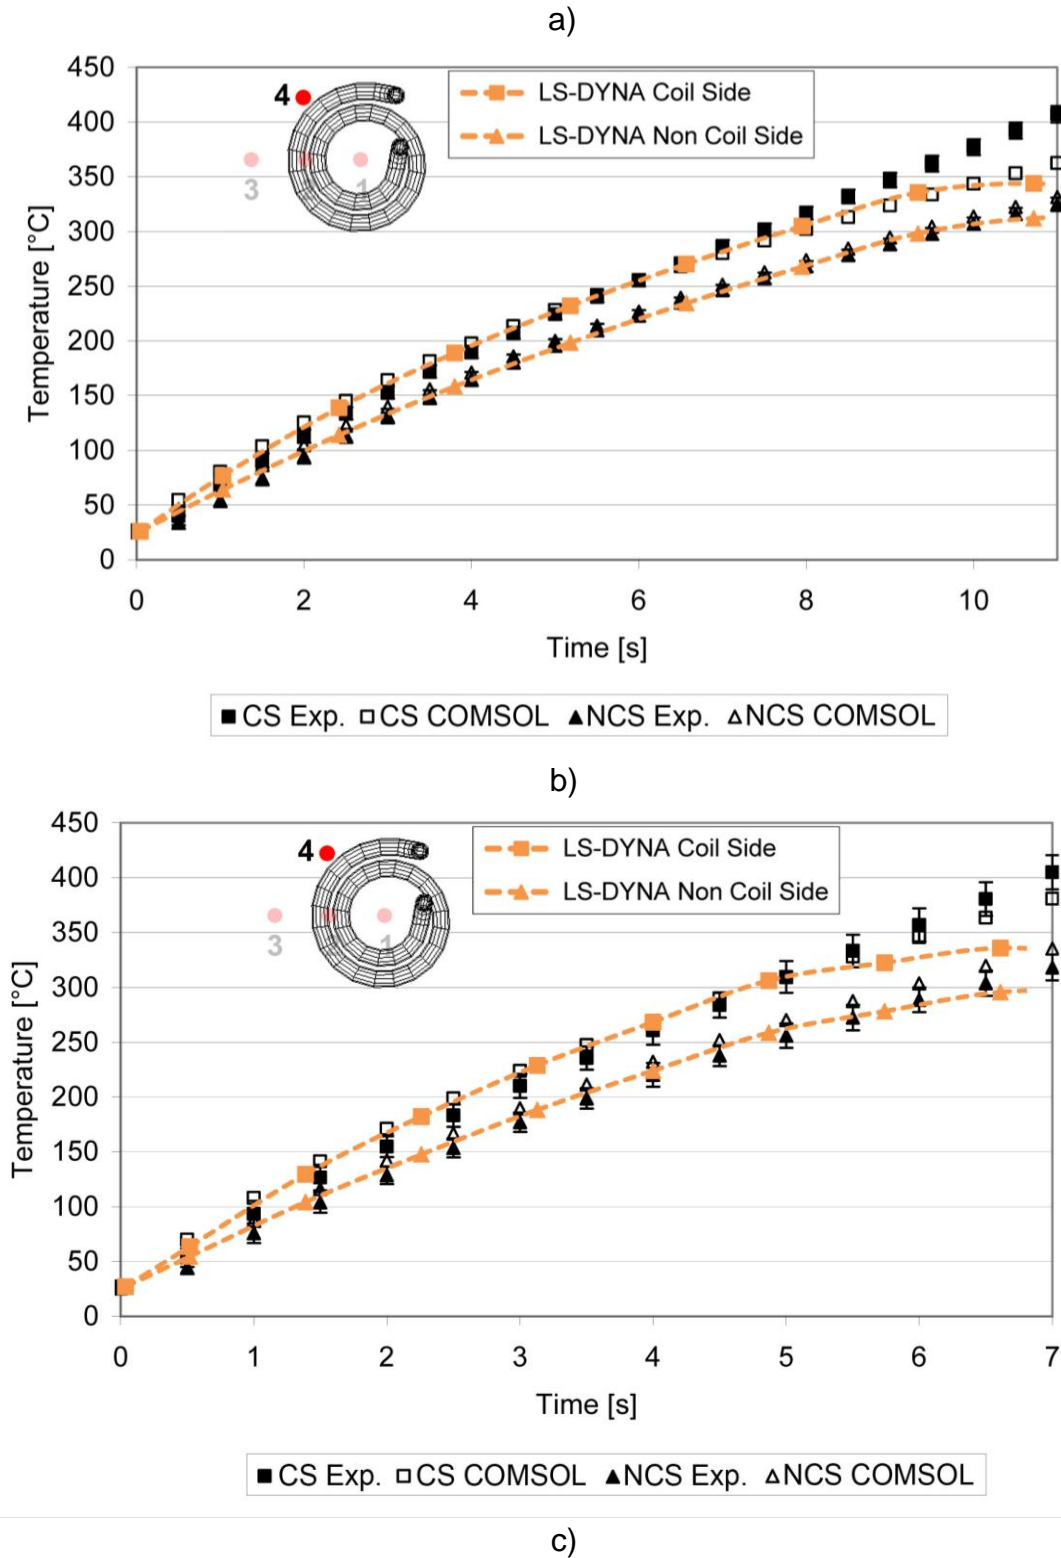 a)
450
400
350
300
250
200
150
100
50
0
Temperature [°C]
4
3
1
LS-DYNA Coil Side
LS-DYNA Non Coil Side
0 2 4 6 8 10
Time [s]
CS Exp. CS COMSOL NCS Exp. NCS COMSOL
b)
450
400
350
300
250
200
150
100
50
0
Temperature [°C]
4
3
1
LS-DYNA Coil Side
LS-DYNA Non Coil Side
0 1 2 3 4 5 6 7
Time [s]
CS Exp. CS COMSOL NCS Exp. NCS COMSOL
c)